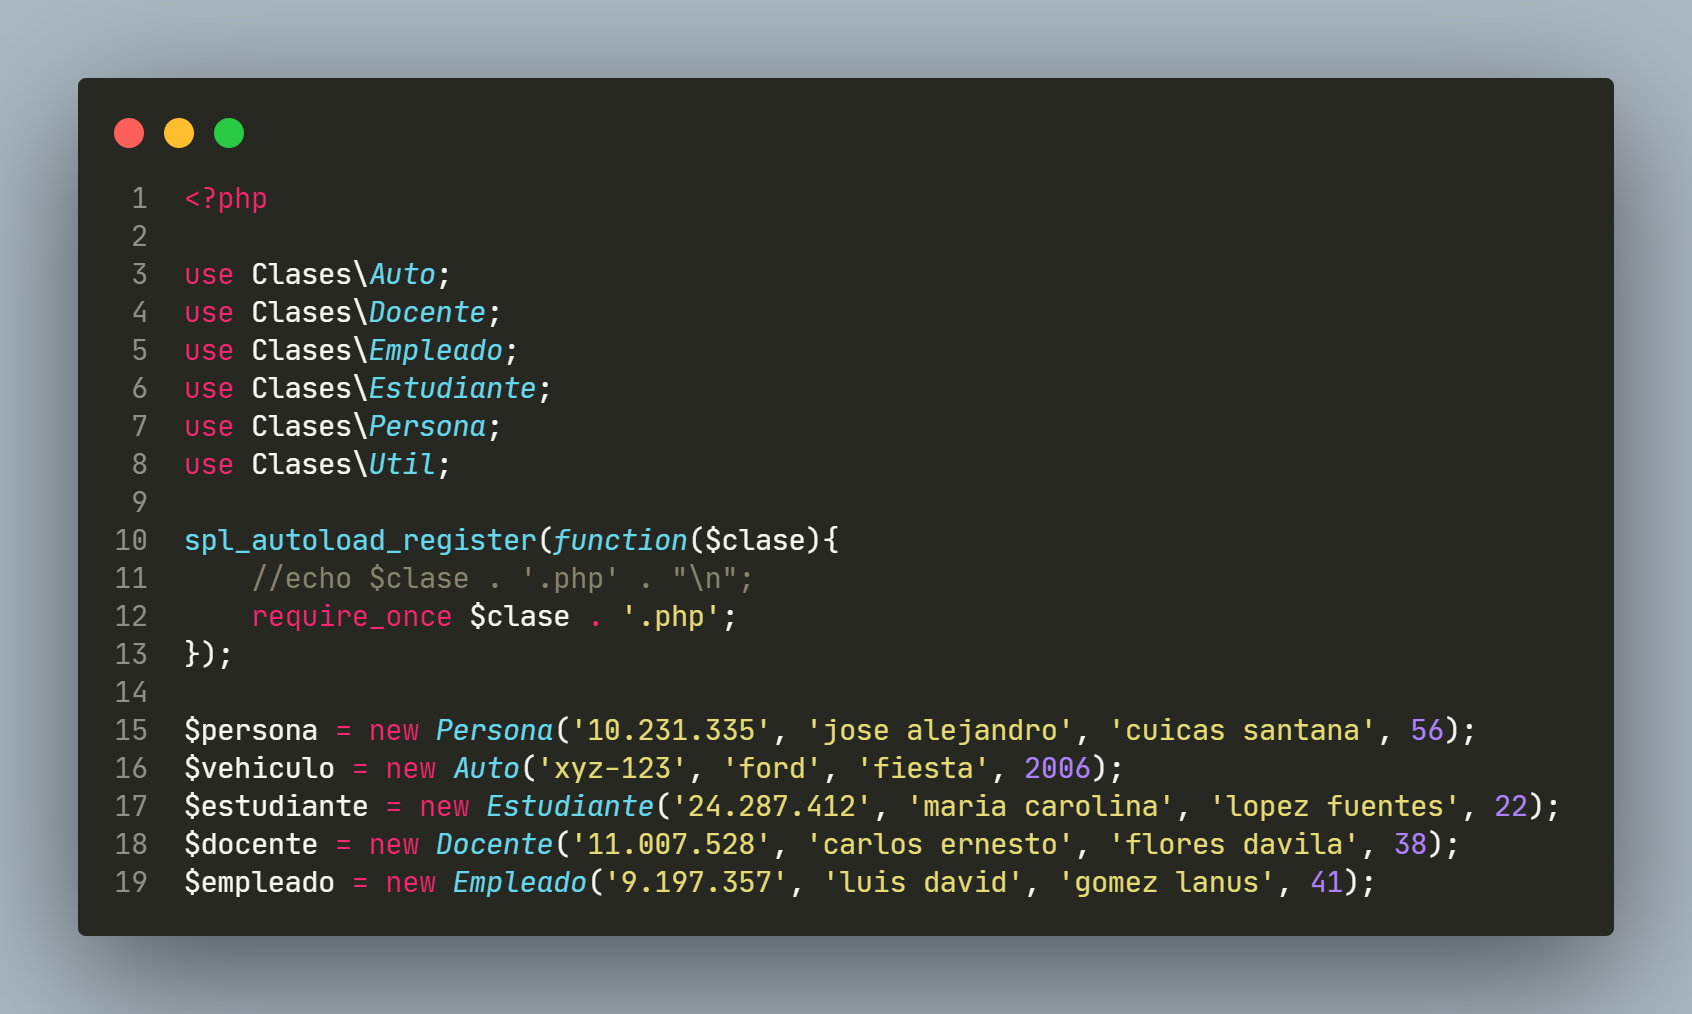 1 <?php
2
3 use Clases\Auto;
4 use Clases\Docente;
5 use Clases\Empleado;
6 use Clases\Estudiante;
7 use Clases\Persona;
8 use Clases\Util;
9
10 spl_autoload_register(function($clase){
11     //echo $clase . '.php' . "\n";
12     require_once $clase . '.php';
13 });
14
15 $persona = new Persona('10.231.335', 'jose alejandro', 'cuicas santana', 56);
16 $vehiculo = new Auto('xyz-123', 'ford', 'fiesta', 2006);
17 $estudiante = new Estudiante('24.287.412', 'maria carolina', 'lopez fuentes', 22);
18 $docente = new Docente('11.007.528', 'carlos ernesto', 'flores davila', 38);
19 $empleado = new Empleado('9.197.357', 'luis david', 'gomez lanus', 41);